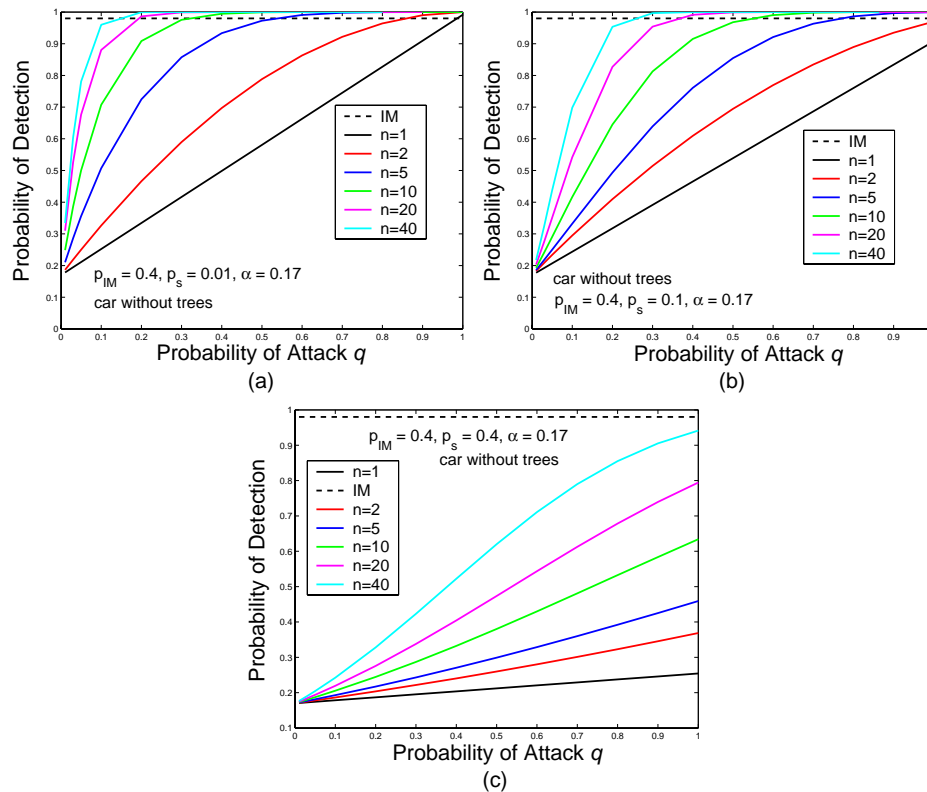 1
0.9
0.8
0.7
0.6
0.5
0.4
0.3
0.2
0.1
0
Probability of Detection
IM
n=1
n=2
n=5
n=10
n=20
n=40
pIM = 0.4, ps = 0.01, α = 0.17
car without trees
0 0.1 0.2 0.3 0.4 0.5 0.6 0.7 0.8 0.9 1
Probability of Attack q
(a)
1
0.9
0.8
0.7
0.6
0.5
0.4
0.3
0.2
0.1
0
Probability of Detection
IM
n=1
n=2
n=5
n=10
n=20
n=40
car without trees
pIM = 0.4, ps = 0.1, α = 0.17
0 0.1 0.2 0.3 0.4 0.5 0.6 0.7 0.8 0.9
Probability of Attack q
(b)
1
0.9
0.8
0.7
0.6
0.5
0.4
0.3
0.2
0.1
Probability of Detection
pIM = 0.4, ps = 0.4, α = 0.17
car without trees
n=1
IM
n=2
n=5
n=10
n=20
n=40
0 0.1 0.2 0.3 0.4 0.5 0.6 0.7 0.8 0.9 1
Probability of Attack q
(c)